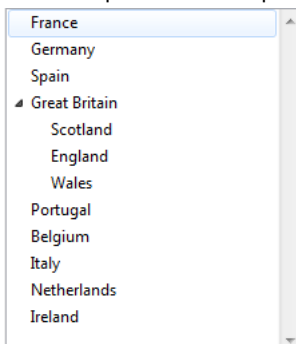 France
Germany
Spain
Great Britain
Scotland
England
Wales
Portugal
Belgium
Italy
Netherlands
Ireland